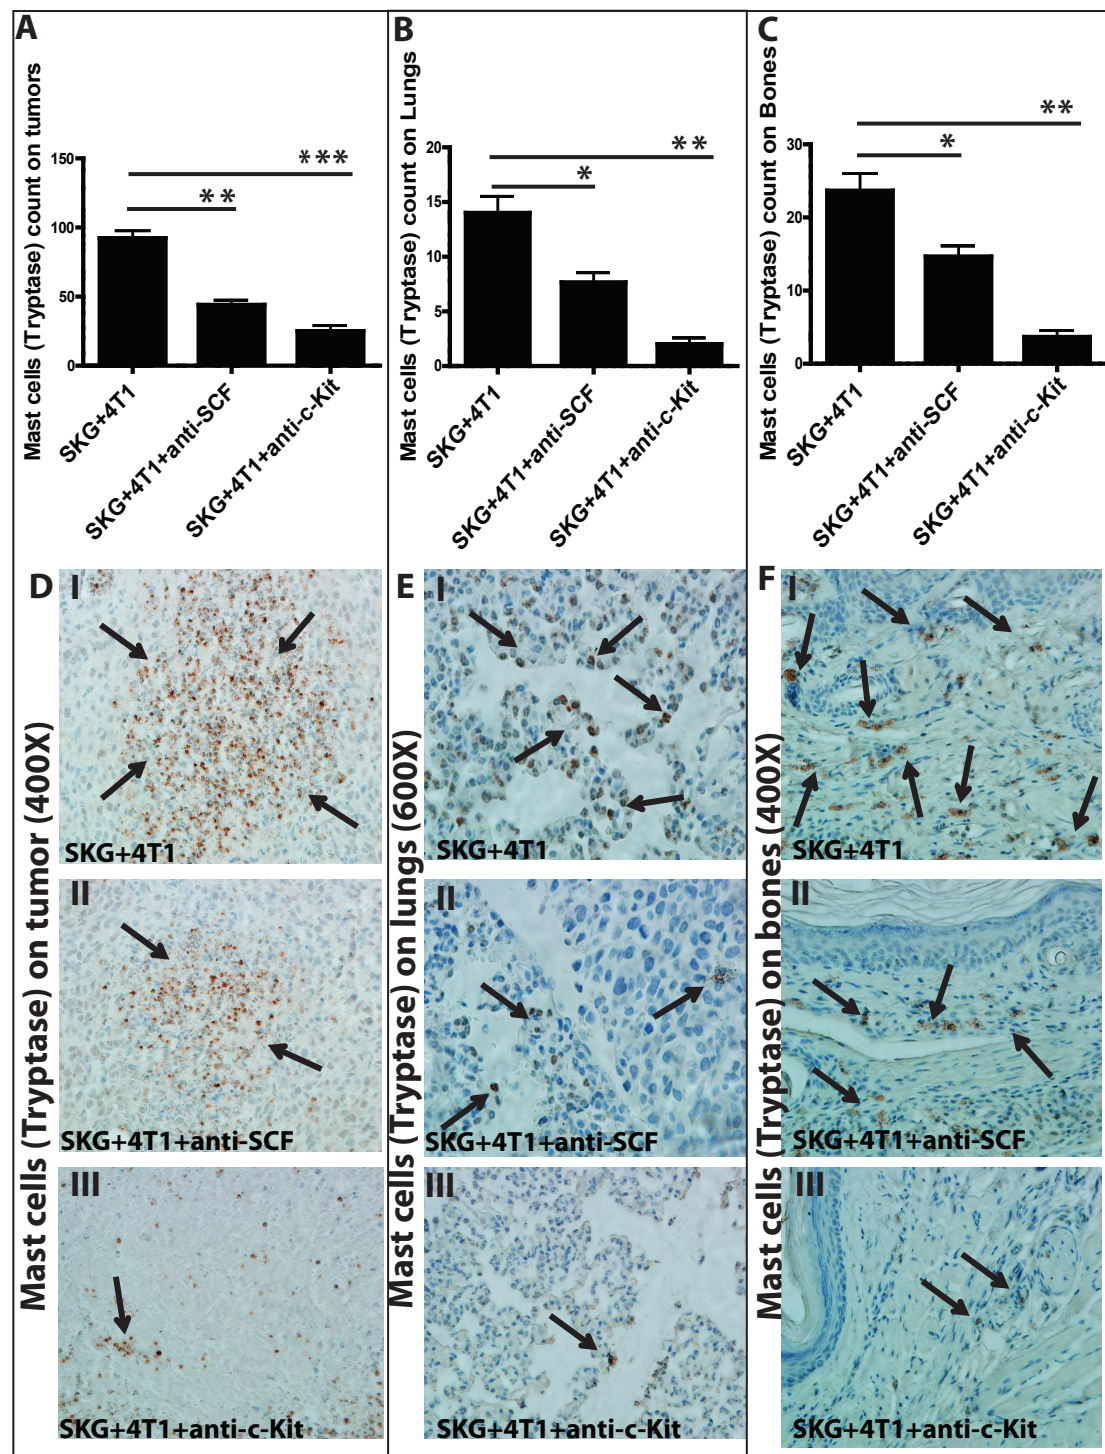 A
Mast cells (Tryptase) count on tumors
150
100
50
0
***
**
SKG+4T1
SKG+4T1+anti-SCF
SKG+4T1+anti-c-Kit
B
Mast cells (Tryptase) count on Lungs
20
15
10
5
0
**
*
SKG+4T1
SKG+4T1+anti-SCF
SKG+4T1+anti-c-Kit
C
Mast cells (Tryptase) count on Bones
30
20
10
0
**
*
SKG+4T1
SKG+4T1+anti-SCF
SKG+4T1+anti-c-Kit
D
Mast cells (Tryptase) on tumor (400X)
I
SKG+4T1
II
SKG+4T1+anti-SCF
III
SKG+4T1+anti-c-Kit
E
Mast cells (Tryptase) on lungs (600X)
I
SKG+4T1
II
SKG+4T1+anti-SCF
III
SKG+4T1+anti-c-Kit
F
Mast cells (Tryptase) on bones (400X)
I
SKG+4T1
II
SKG+4T1+anti-SCF
III
SKG+4T1+anti-c-Kit